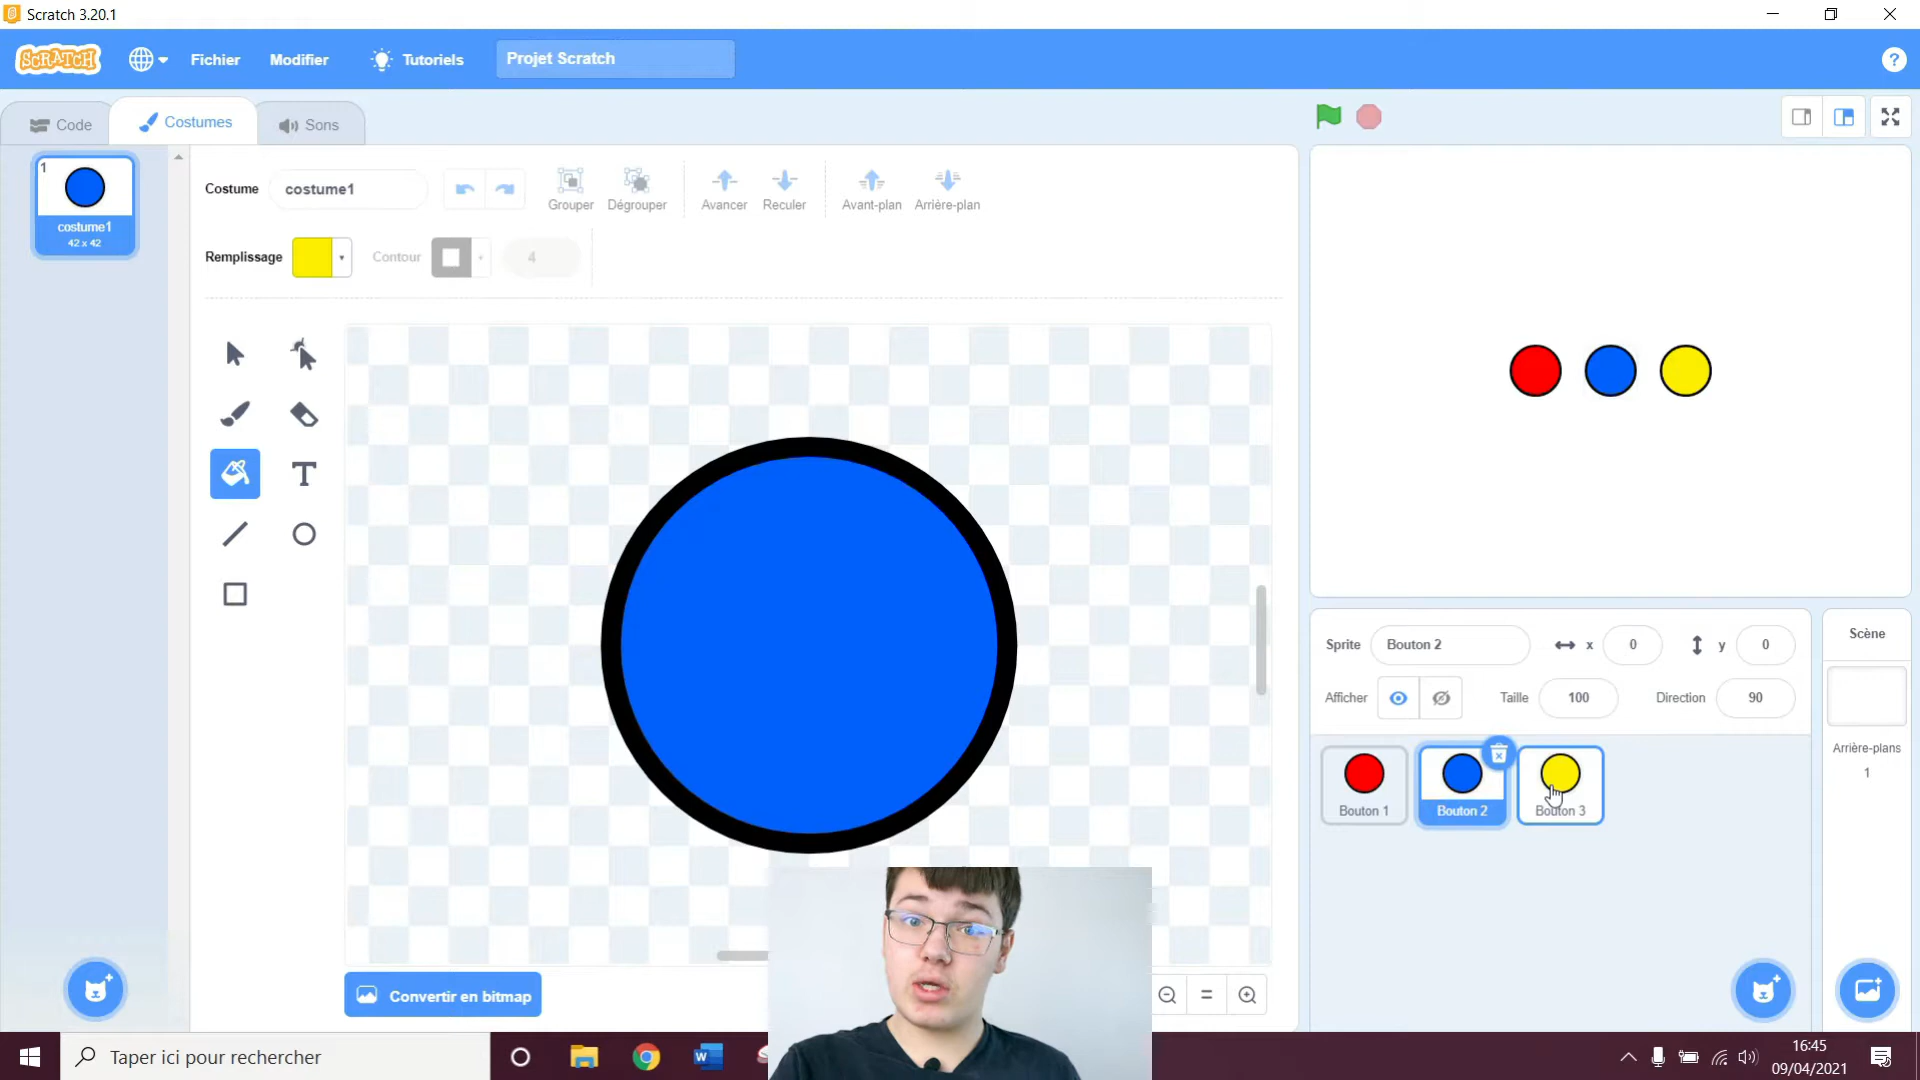 Scratch 3.20.1
SCRATCH
Fichier
Modifier
Tutoriels
Projet Scratch
?
Code
Costumes
Sons
1
costume1
42 x 42
Costume
costume1
Grouper
Dégrouper
Avancer
Reculer
Avant-plan
Arrière-plan
Remplissage
Contour
4
T
Convertir en bitmap
Sprite
Bouton 2
x
0
y
0
Afficher
Taille
100
Direction
90
Bouton 1
Bouton 2
Bouton 3
Scène
Arrière-plans
1
Taper ici pour rechercher
16:45
09/04/2021